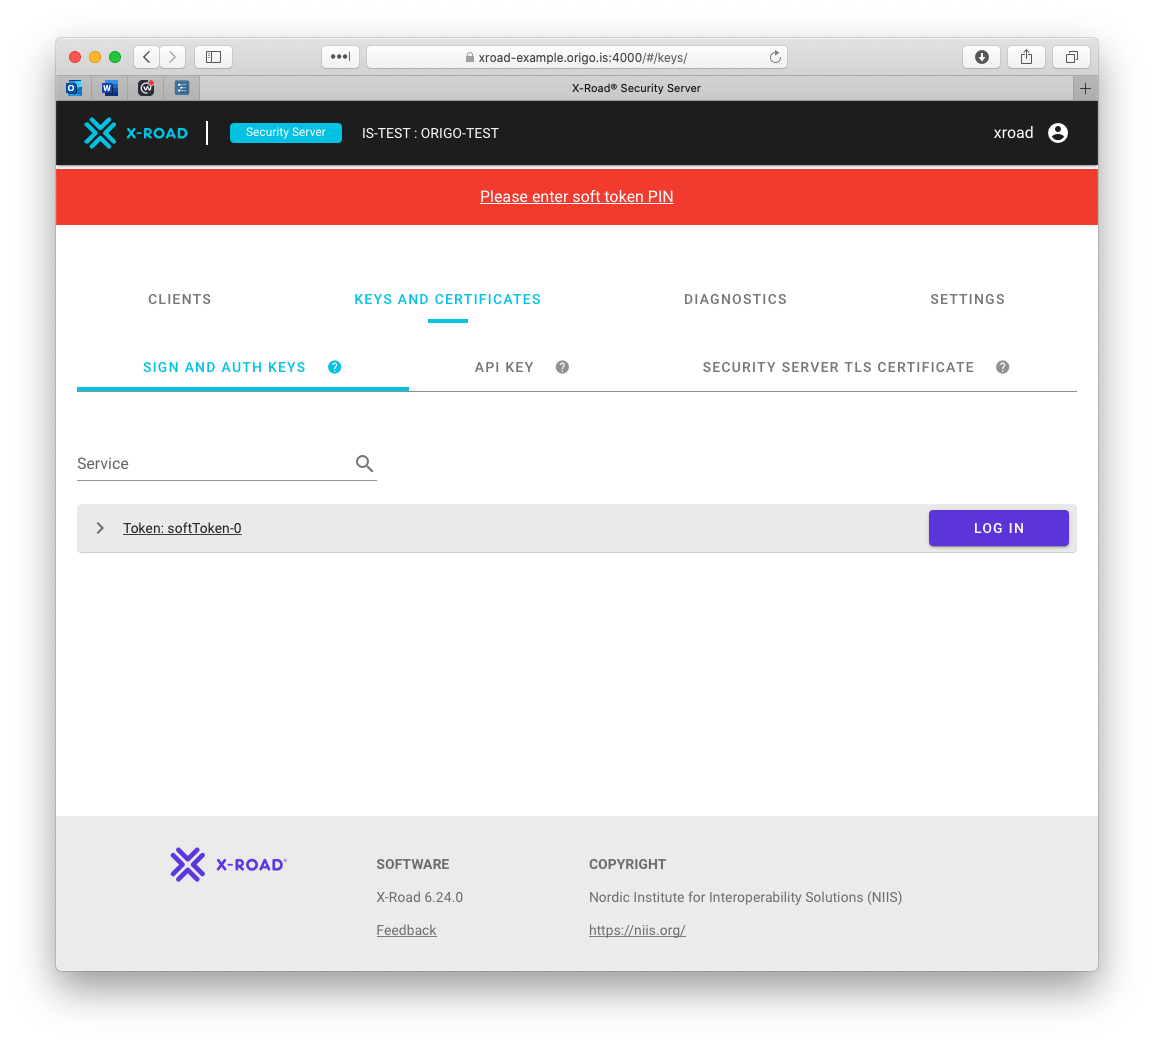 xroad-example.origo.is:4000/#/keys/
X-Road® Security Server
X-ROAD
Security Server
IS-TEST : ORIGO-TEST
xroad
Please enter soft token PIN
CLIENTS
KEYS AND CERTIFICATES
DIAGNOSTICS
SETTINGS
SIGN AND AUTH KEYS ?
API KEY ?
SECURITY SERVER TLS CERTIFICATE ?
Service
Token: softToken-0
LOG IN
X-ROAD®
SOFTWARE
X-Road 6.24.0
Feedback
COPYRIGHT
Nordic Institute for Interoperability Solutions (NIIS)
https://niis.org/